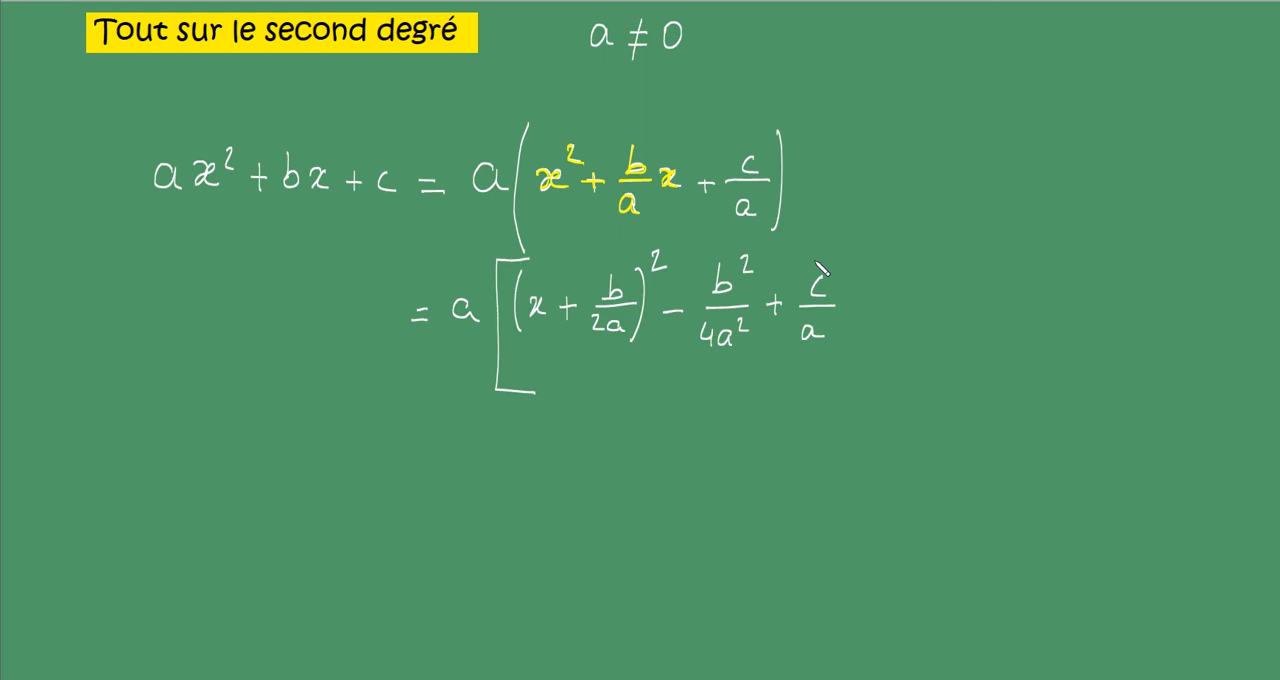 Tout sur le second degré
a ≠ 0
ax² + bx + c = a(x² + b/a x + c/a)
= a[(x + b/2a)² - b²/4a² + c/a